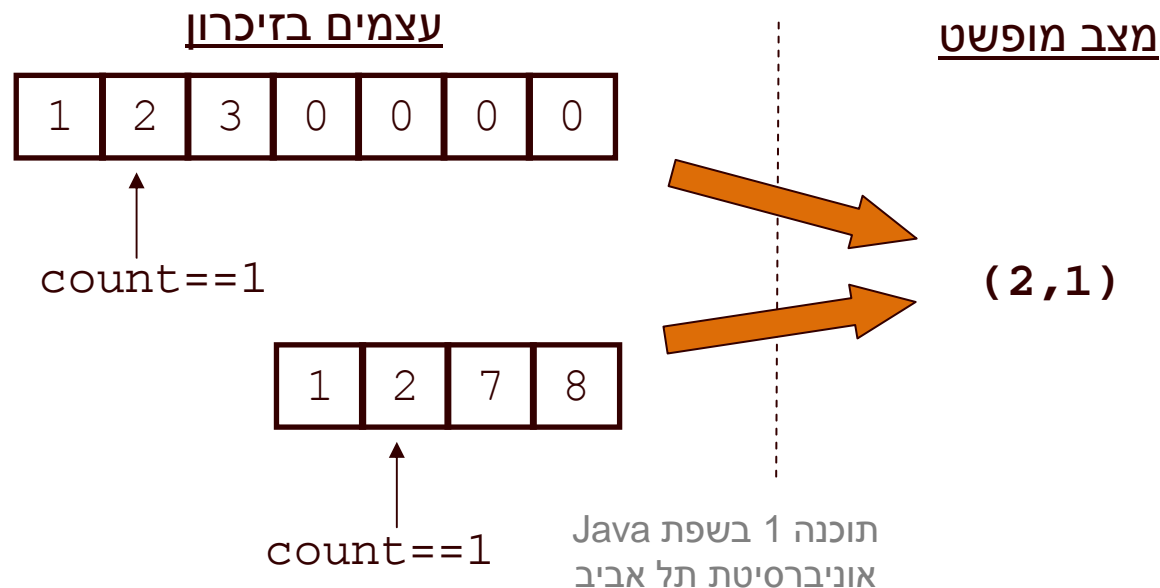 עצמים בזיכרון
מצב מופשט
1 2 3 0 0 0 0
count==1
(2,1)
1 2 7 8
count==1
תוכנה 1 בשפת Java
אוניברסיטת תל אביב